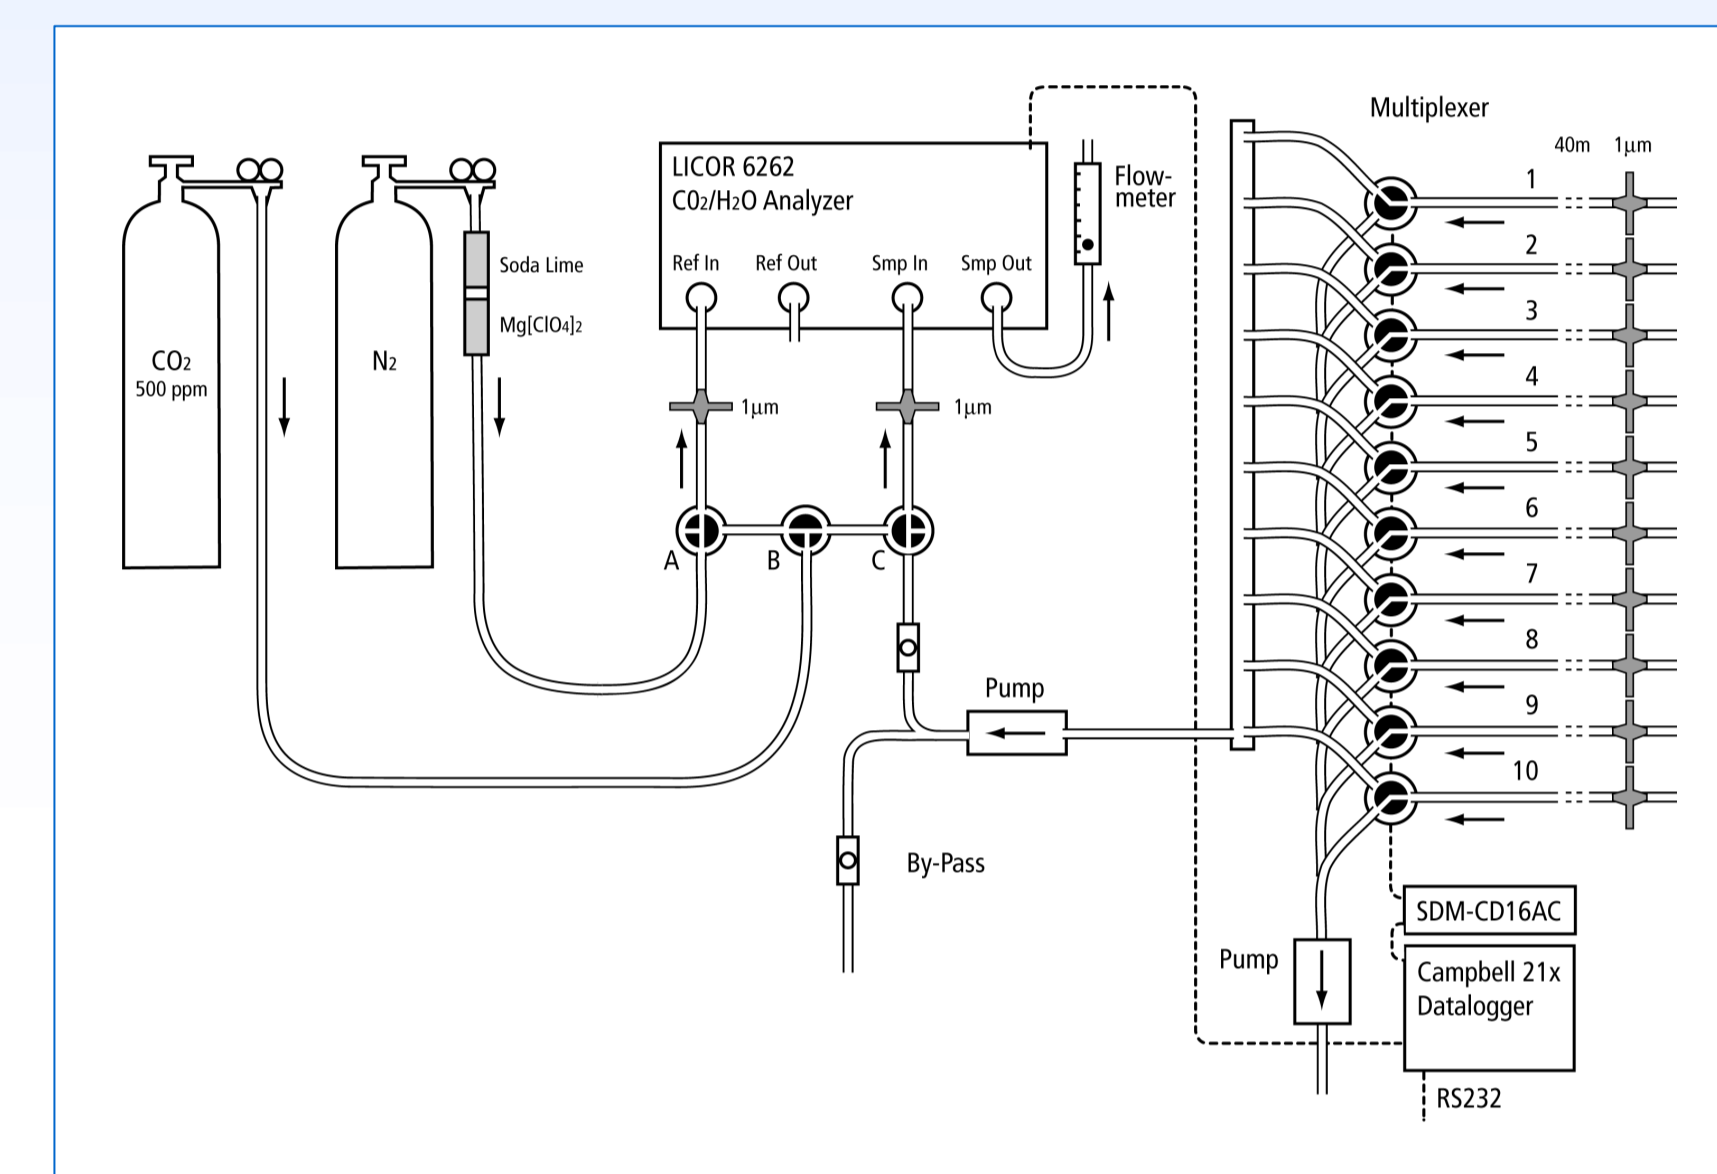 Multiplexer
40m 1µm
LICOR 6262
C02/H2O Analyzer
Flow-
meter
Ref In Ref Out Smp In Smp Out
Soda Lime
Mg[ClO4]2
CO2
500 ppm
N2
1µm 1µm
A B C
1
2
3
4
5
6
7
8
9
10
Pump
By-Pass
Pump
SDM-CD16AC
Campbell 21x
Datalogger
RS232